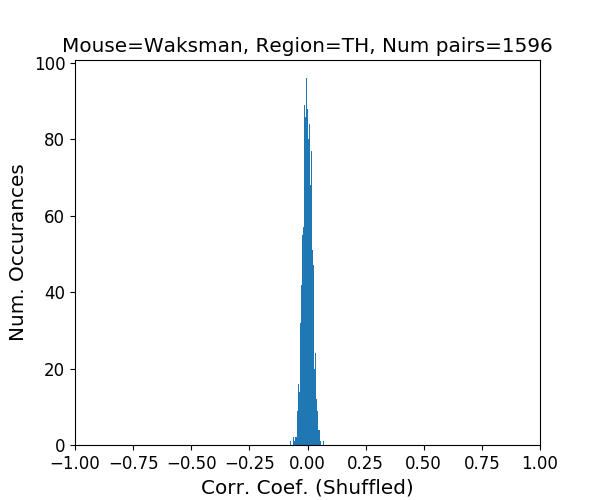 Mouse=Waksman, Region=TH, Num pairs=1596
Num. Occurances
100
80
60
40
20
0
−1.00 −0.75 −0.50 −0.25 0.00 0.25 0.50 0.75 1.00
Corr. Coef. (Shuffled)